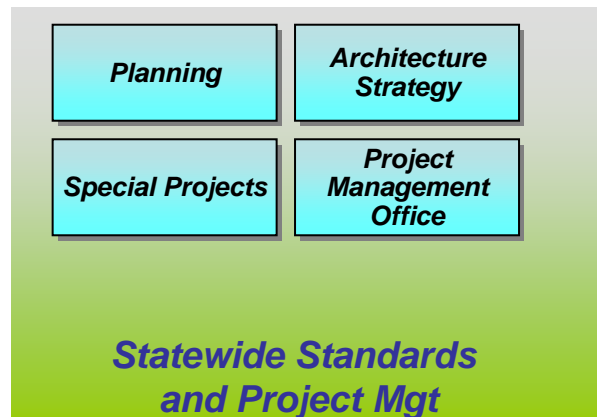 Planning
Architecture
Strategy
Special Projects
Project
Management
Office
Statewide Standards
and Project Mgt